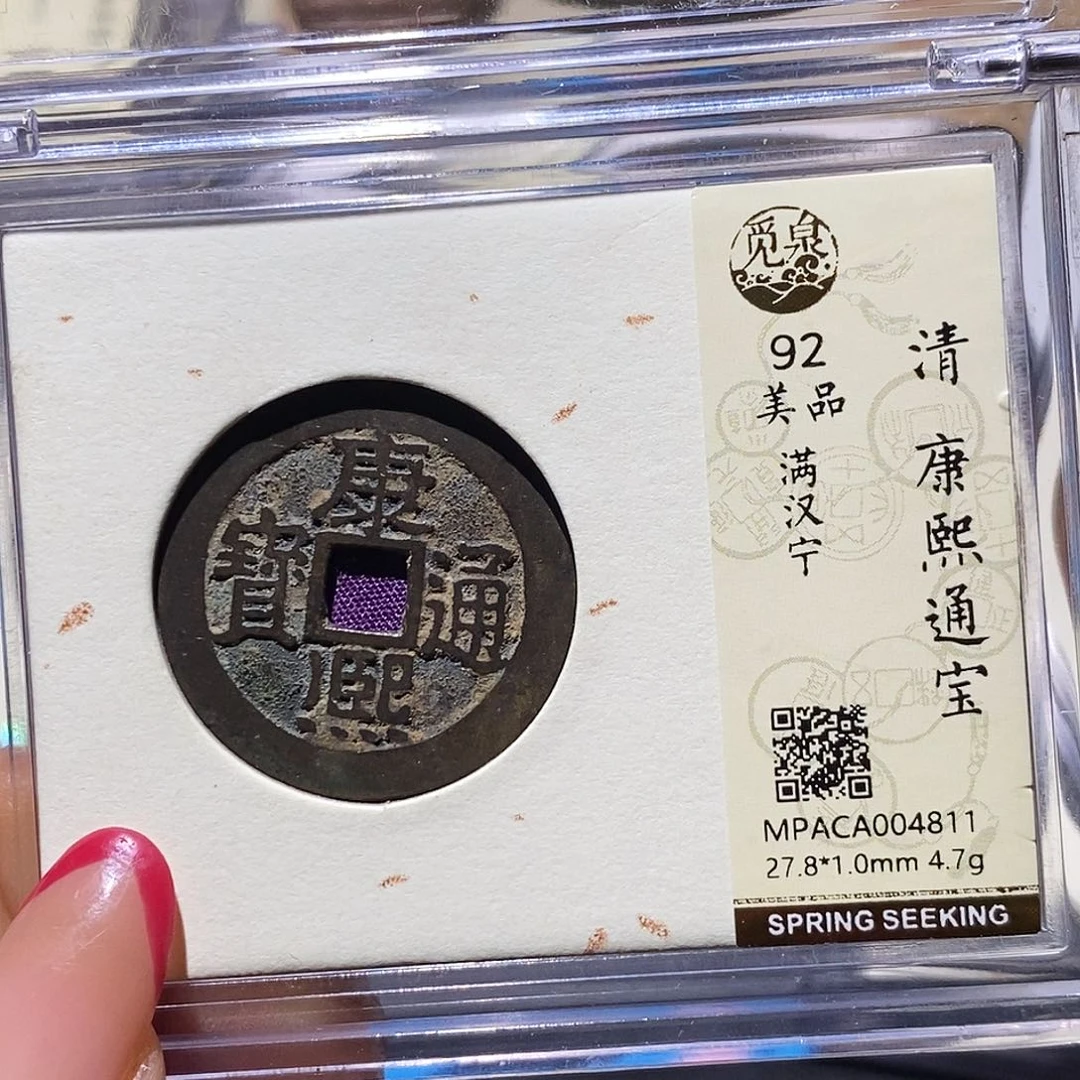 康熙通寶
觅泉
92
美品
满汉宁
清 康熙通宝
MPACA004811
27.8*1.0mm 4.7g
SPRING SEEKING